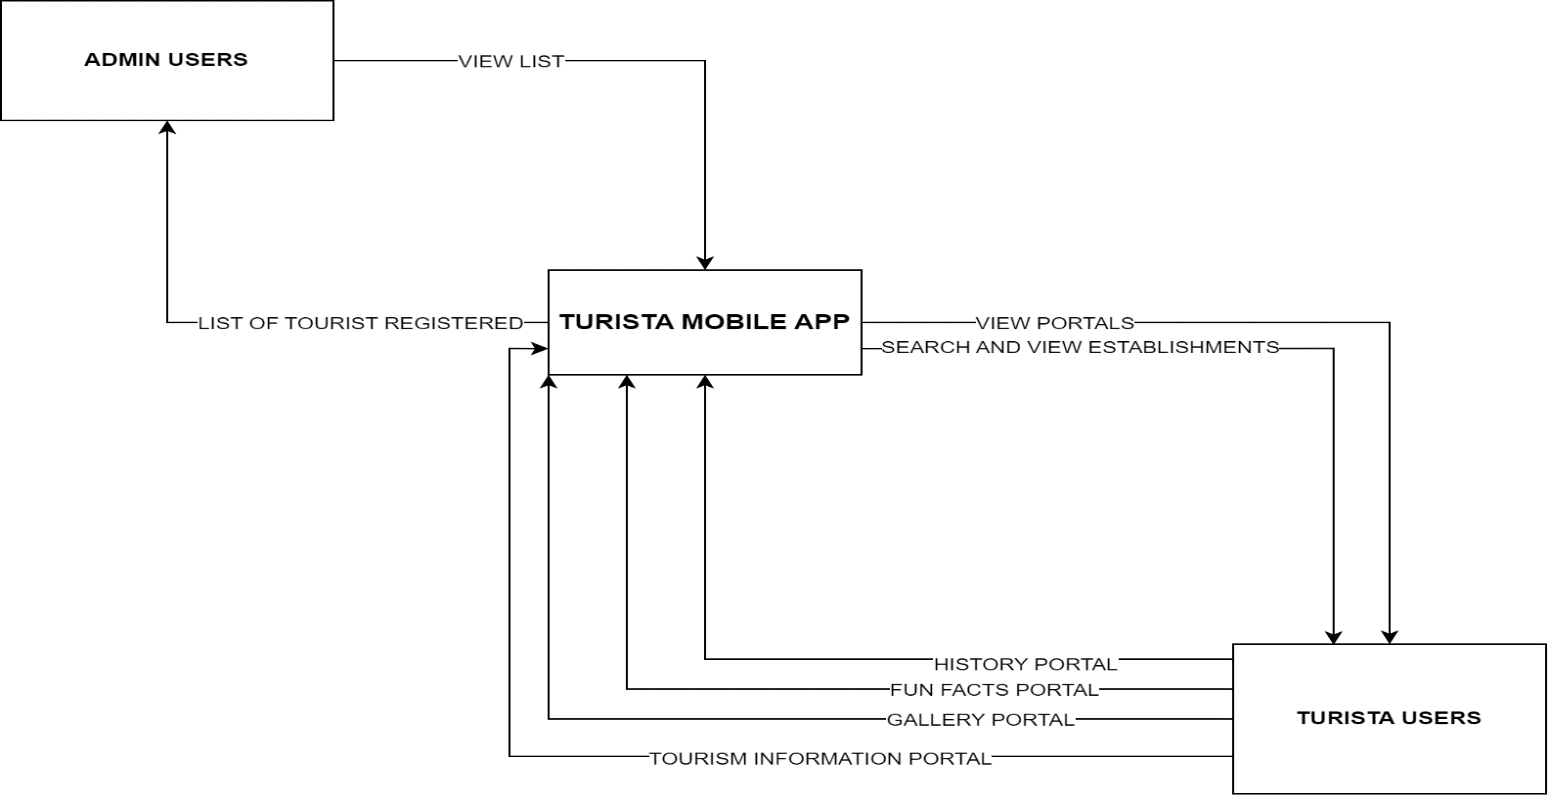 ADMIN USERS
VIEW LIST
LIST OF TOURIST REGISTERED
TURISTA MOBILE APP
VIEW PORTALS
SEARCH AND VIEW ESTABLISHMENTS
HISTORY PORTAL
FUN FACTS PORTAL
GALLERY PORTAL
TOURISM INFORMATION PORTAL
TURISTA USERS